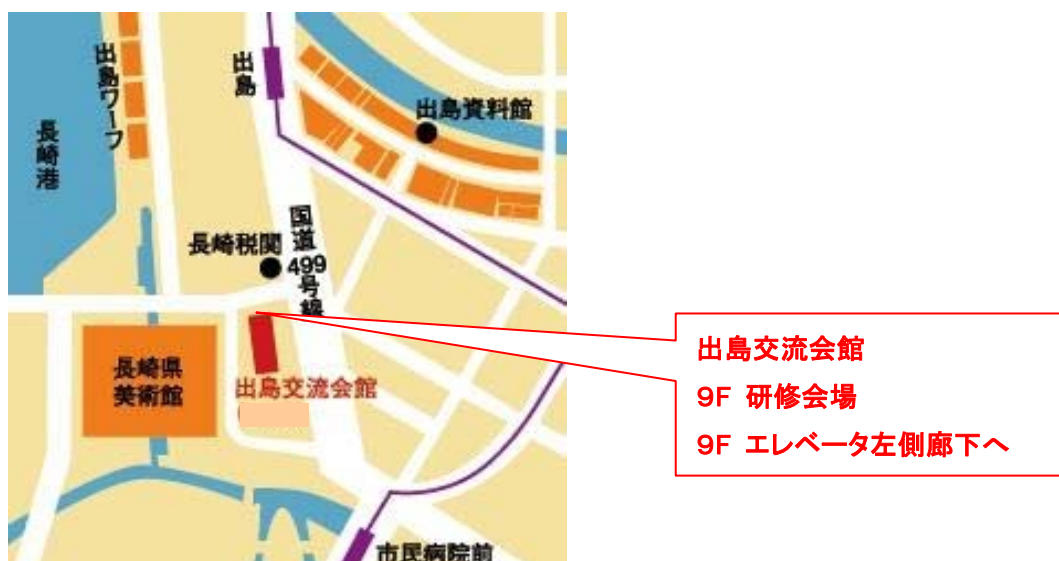 出島ワーフ
出島
出島資料館
長崎港
国道
499
号線
長崎税関
長崎県
美術館
出島交流会館
市民病院前
出島交流会館
9F 研修会場
9F エレベータ左側廊下へ